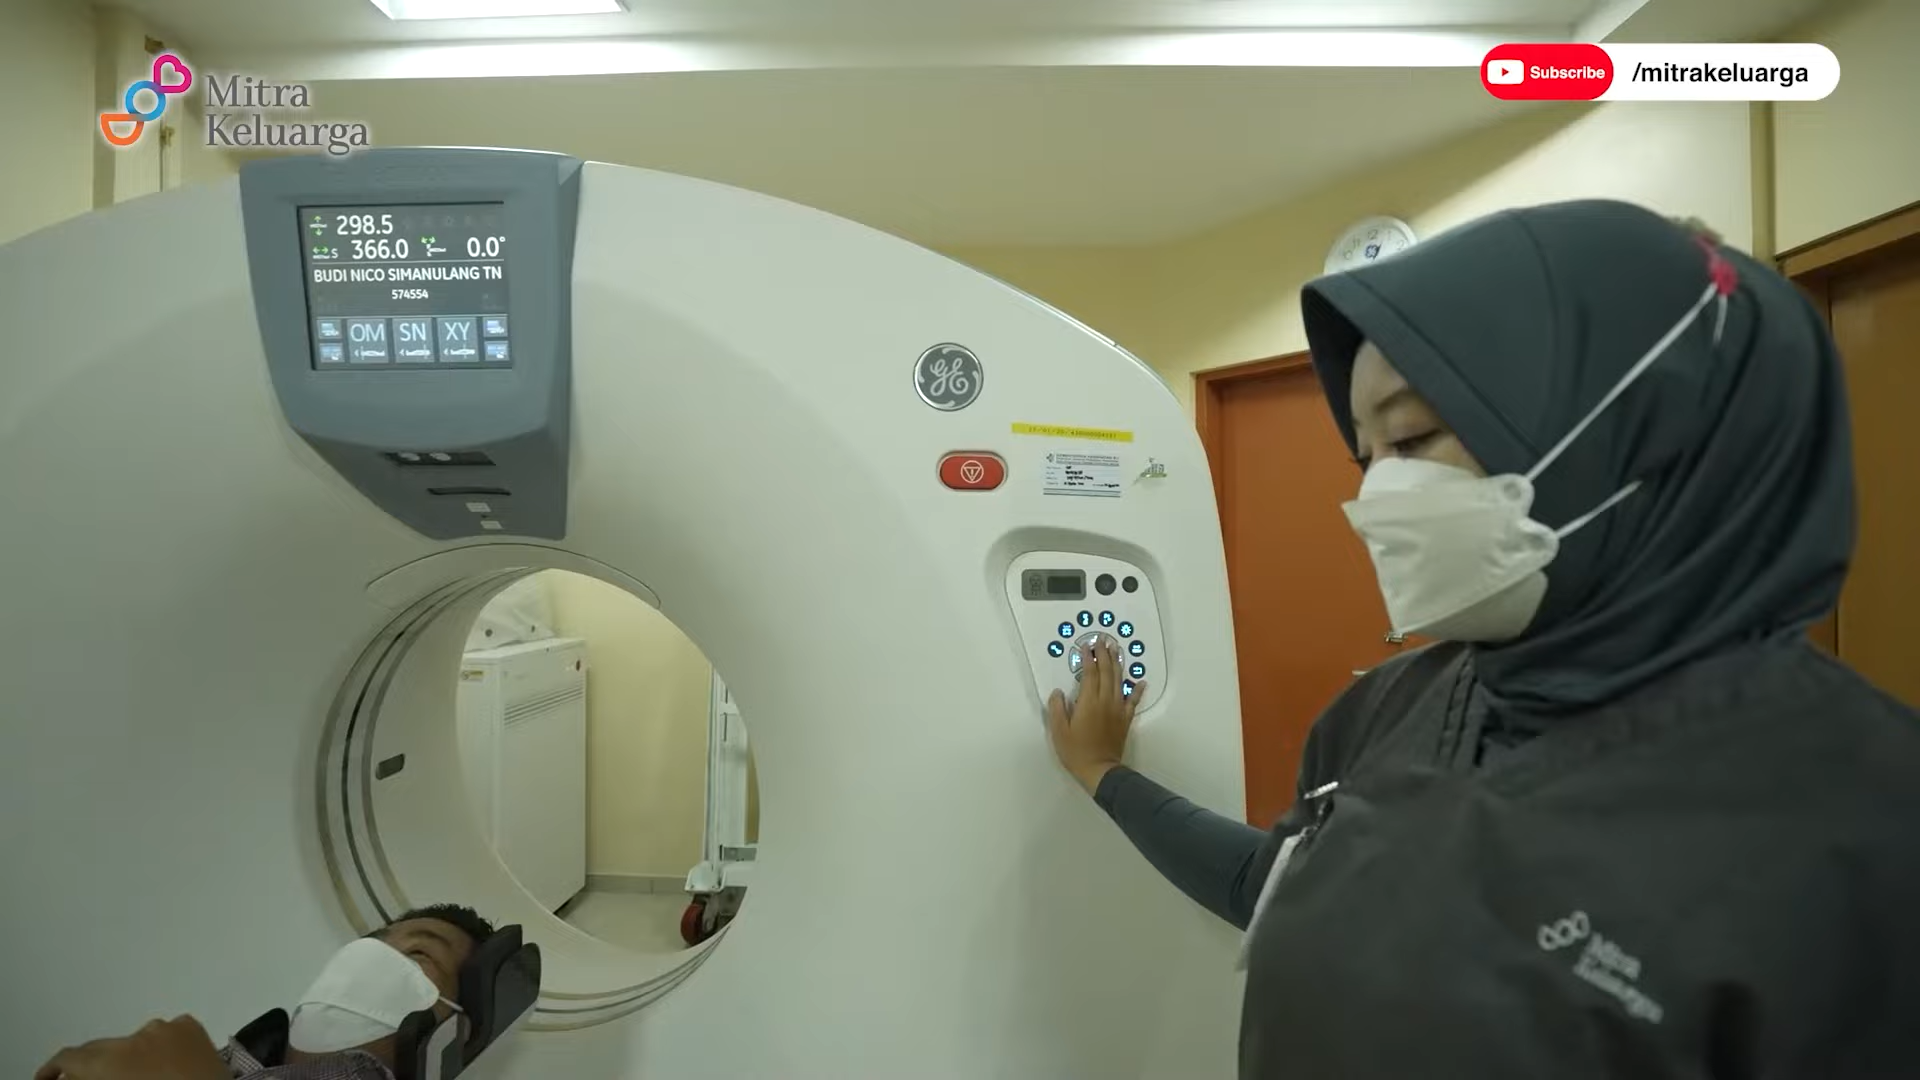 Mitra
Keluarga
Subscribe /mitrakeluarga
298.5
S 366.0 0.0°
BUDI NICO SIMANULANG TN
574554
OM SN XY
GE
Mitra
Keluarga